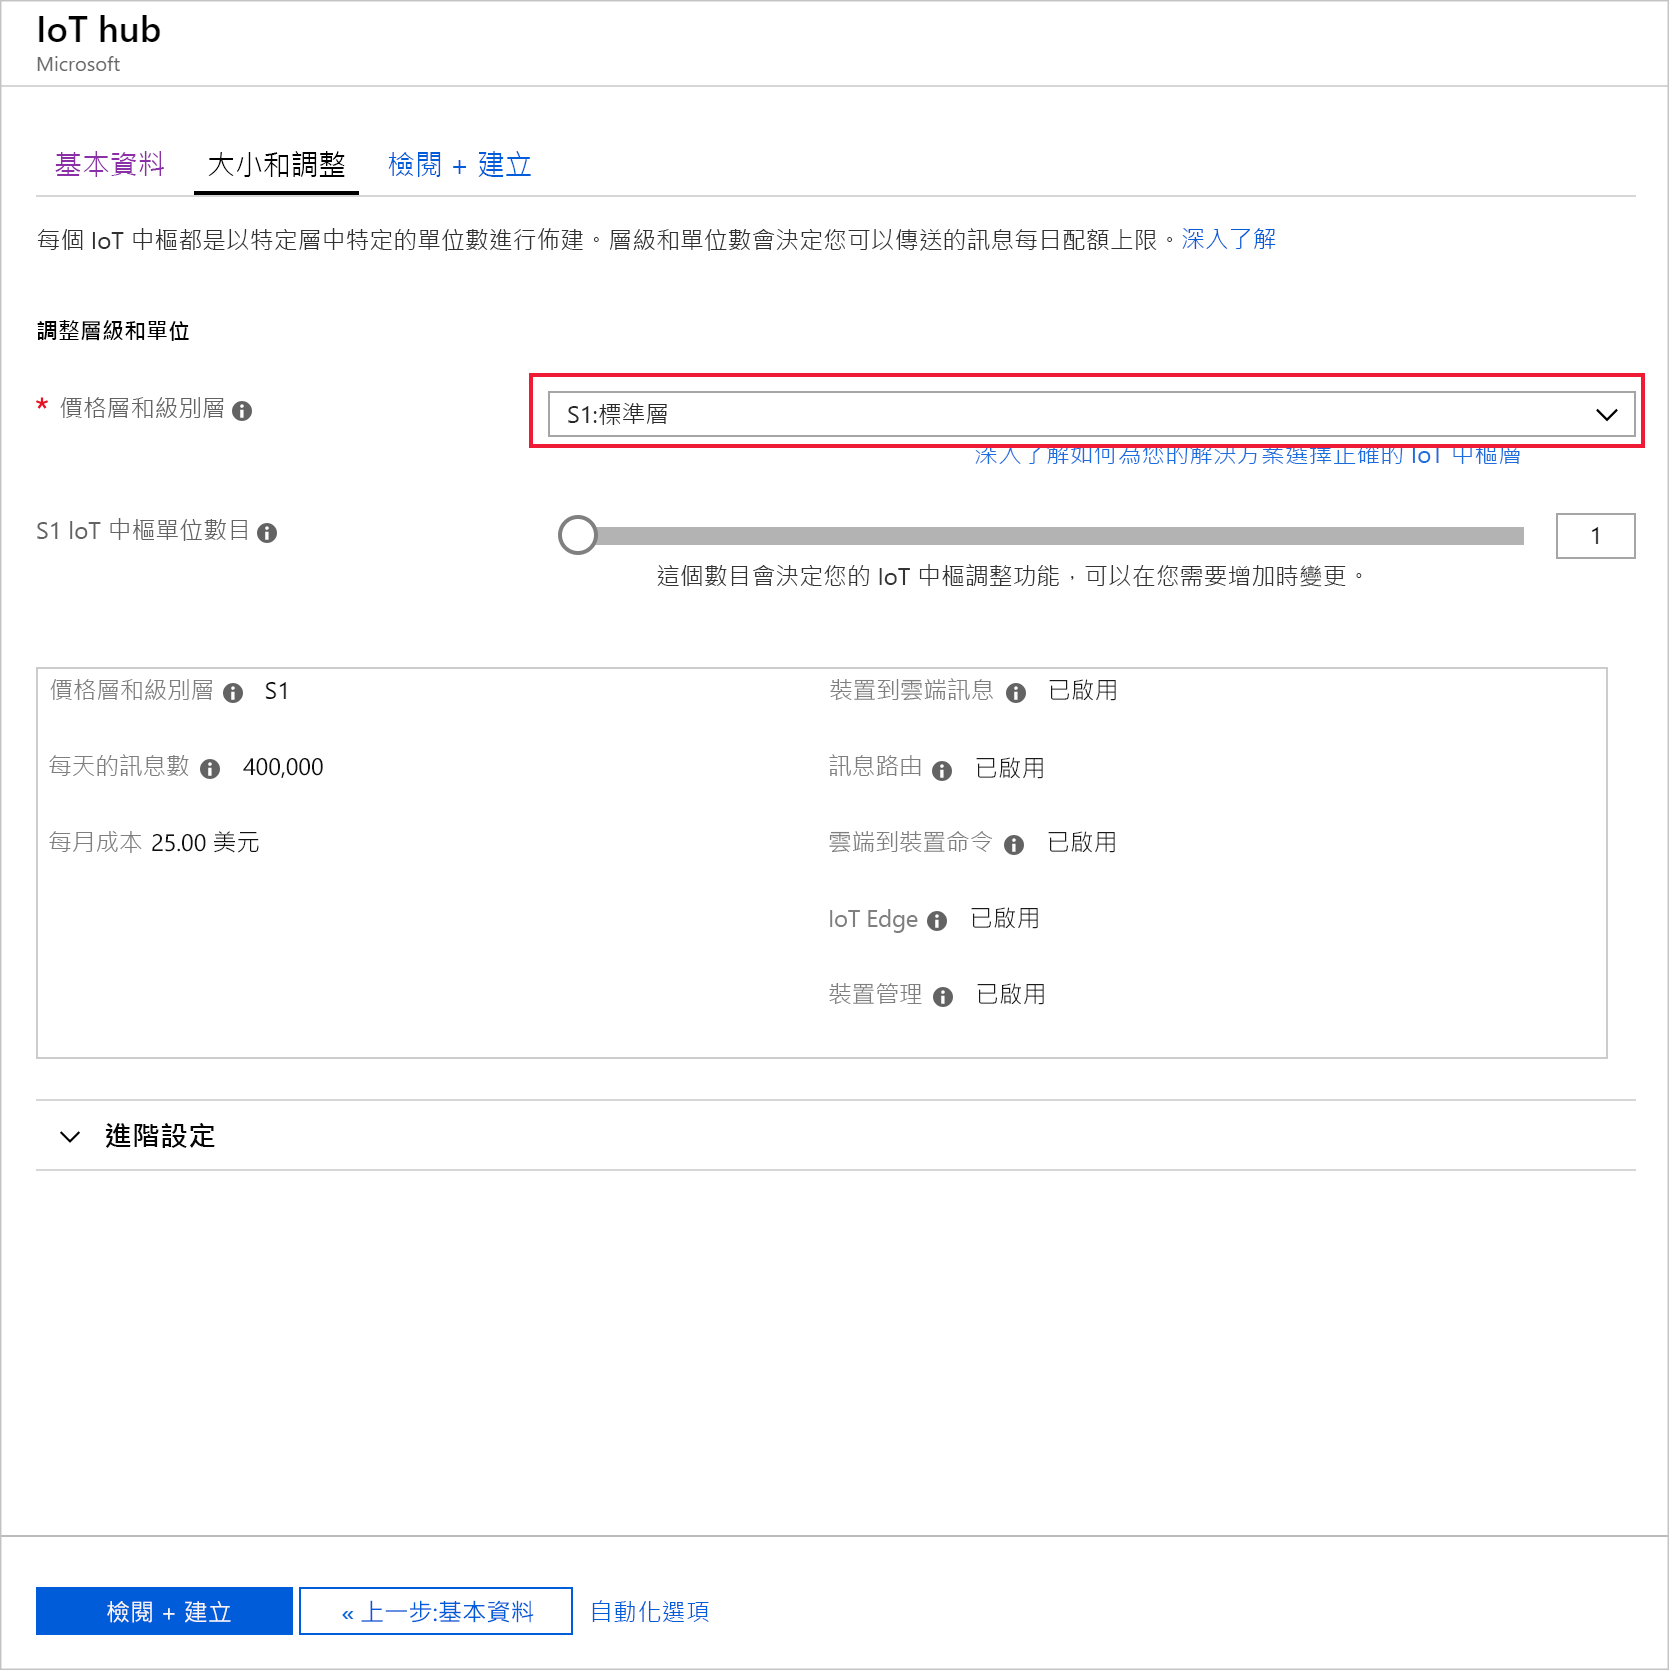 IoT hub
Microsoft
基本資料 大小和調整 檢閱 + 建立
每個 IoT 中樞都是以特定層中特定的單位數進行佈建。層級和單位數會決定您可以傳送的訊息每日配額上限。深入了解
調整層級和單位
* 價格層和級別層 S1:標準層
深入了解如何為您的解決方案選擇正確的 IoT 中樞層
S1 IoT 中樞單位數目 1
這個數目會決定您的 IoT 中樞調整功能，可以在您需要增加時變更。
價格層和級別層 S1 裝置到雲端訊息 已啟用
每天的訊息數 400,000 訊息路由 已啟用
每月成本 25.00 美元 雲端到裝置命令 已啟用
IoT Edge 已啟用
裝置管理 已啟用
進階設定
檢閱 + 建立 « 上一步:基本資料 自動化選項